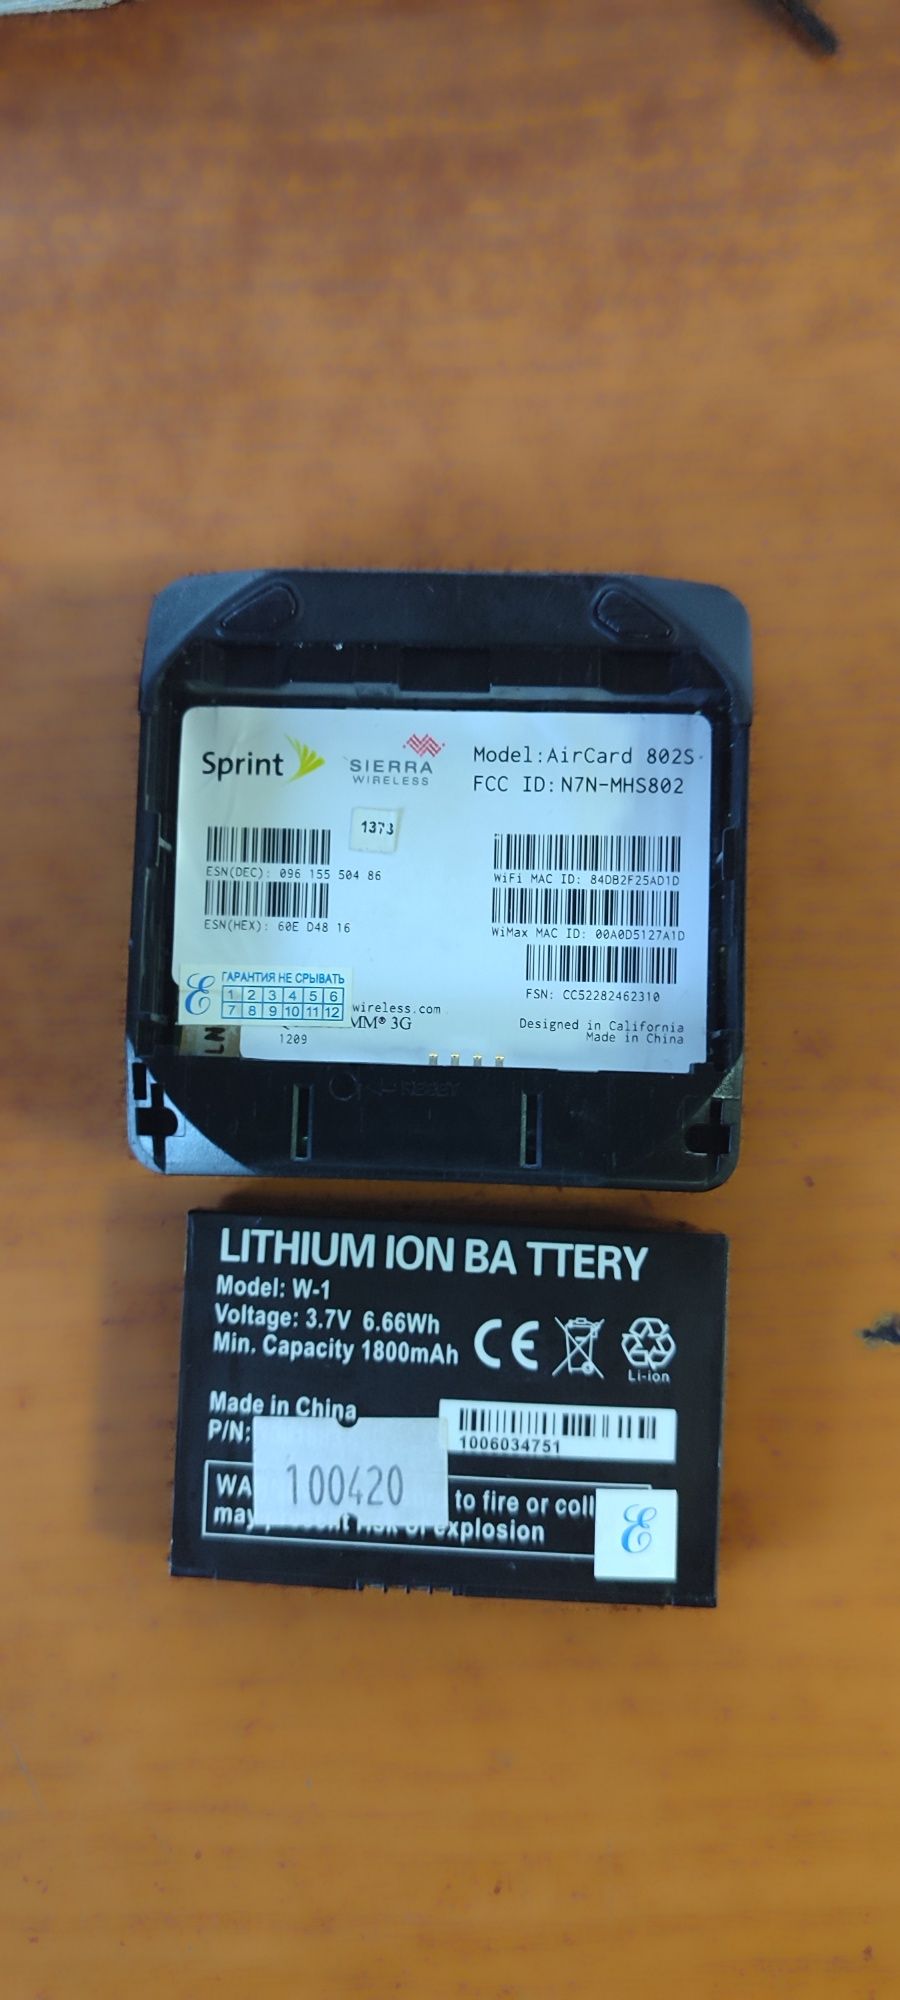 Sprint
SIERRA
WIRELESS
Model:AirCard 802S
FCC ID: N7N-MHS802
1373
ESN(DEC): 096 155 504 86
ESN(HEX): 60E D48 16
WiFi MAC ID: 84DB2F25AD1D
WiMax MAC ID: 00A0D5127A1D
FSN: CC52282462310
ГАРАНТИЯ НЕ СРЫВАТЬ
1 2 3 4 5 6
7 8 9 10 11 12
wireless.com
MM® 3G
1209
Designed in California
Made in China
RESET
LITHIUM ION BA TTERY
Model: W-1
Voltage: 3.7V 6.66Wh
Min. Capacity 1800mAh
CE
Li-ion
Made in China
P/N:
1006034751
100420
to fire or
may
explosion